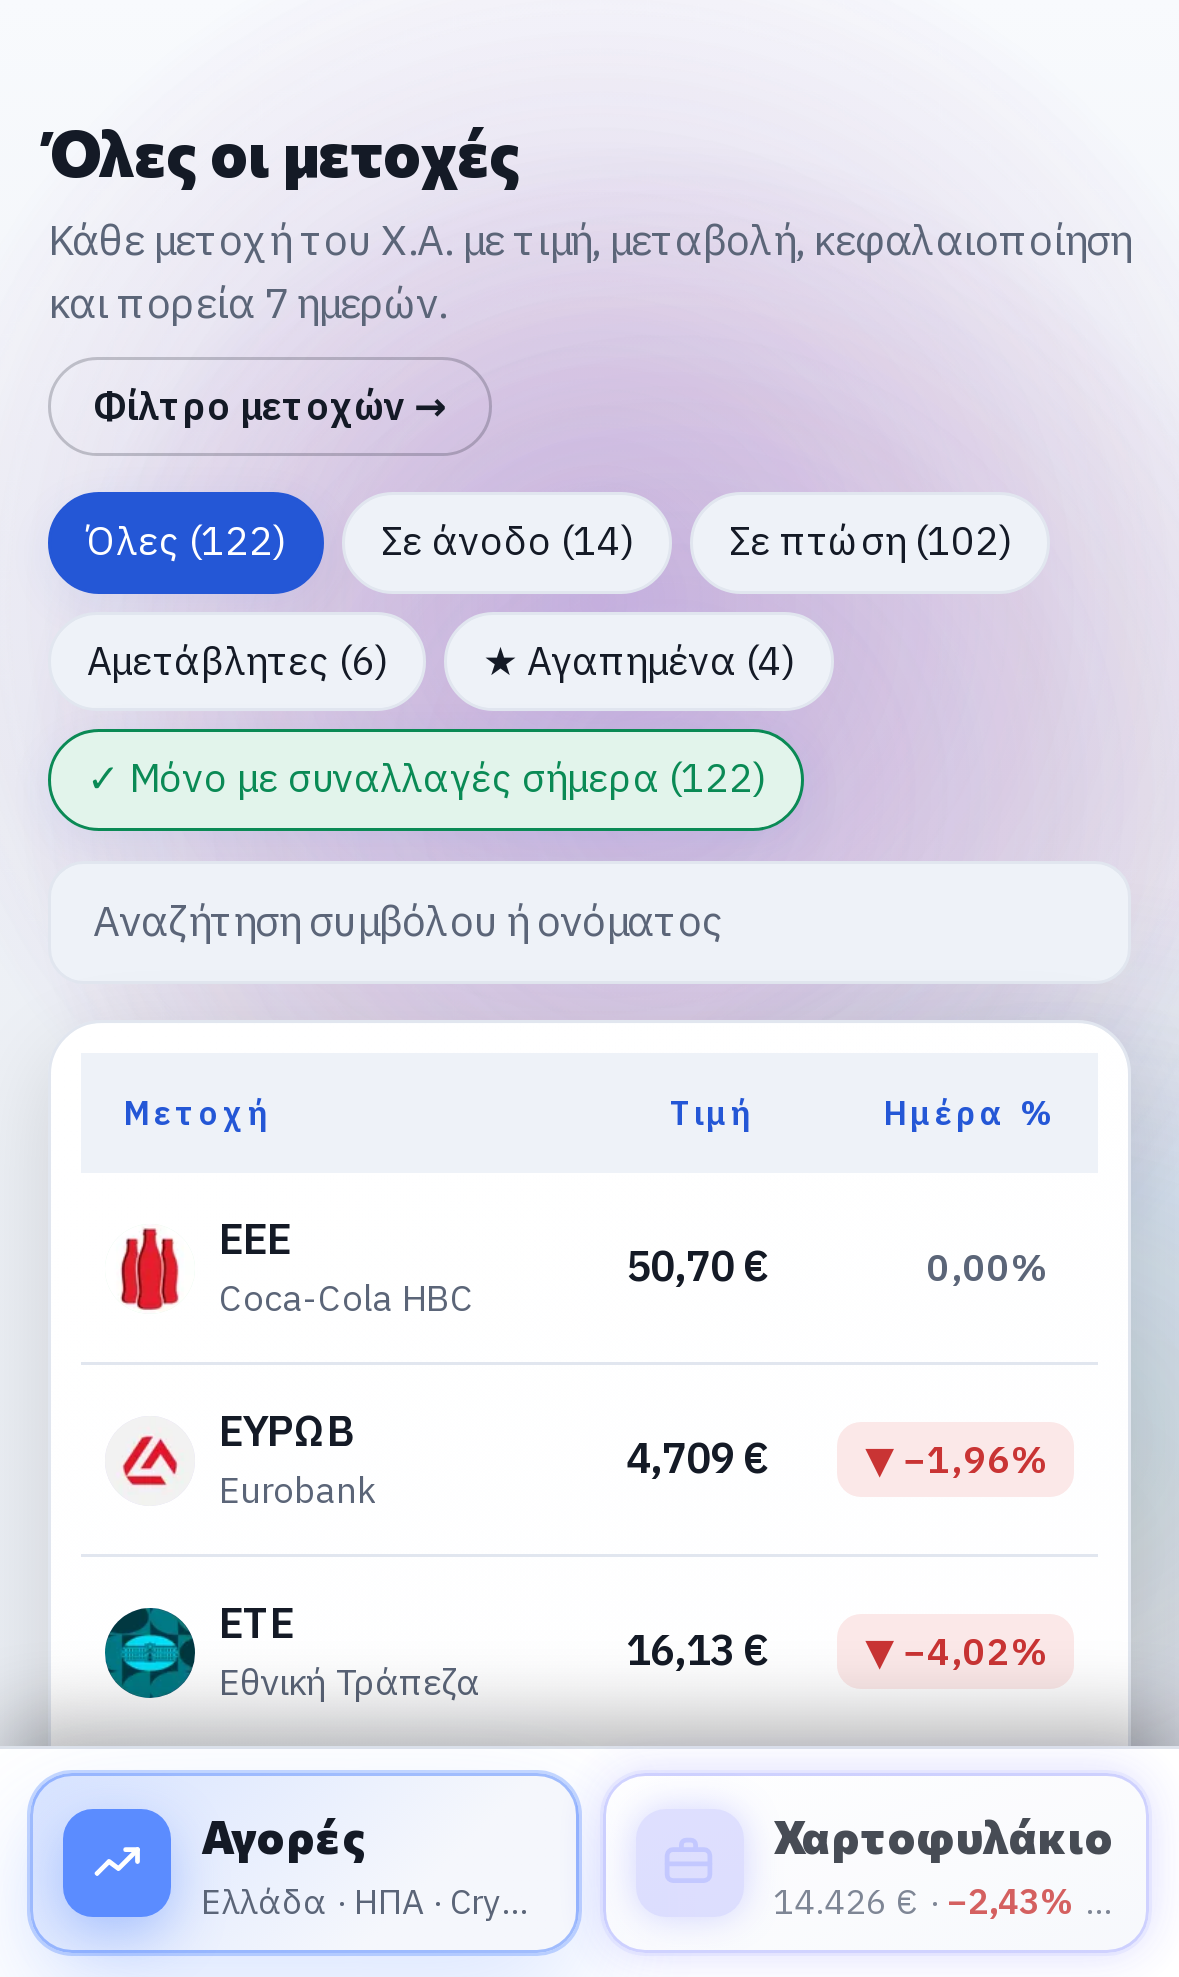 Όλες οι μετοχές
Κάθε μετοχή του Χ.Α. με τιμή, μεταβολή, κεφαλαιοποίηση
και πορεία 7 ημερών.
Φίλτρο μετοχών →
Όλες (122) Σε άνοδο (14) Σε πτώση (102)
Αμετάβλητες (6) ★ Αγαπημένα (4)
✓ Μόνο με συναλλαγές σήμερα (122)
Αναζήτηση συμβόλου ή ονόματος
Μετοχή Τιμή Ημέρα %
ΕΕΕ
Coca-Cola HBC
50,70 € 0,00%
ΕΥΡΩΒ
Eurobank
4,709 € ▼ −1,96%
ΕΤΕ
Εθνική Τράπεζα
16,13 € ▼ −4,02%
Αγορές
Ελλάδα · ΗΠΑ · Cry...
Χαρτοφυλάκιο
14.426 € · −2,43% ...